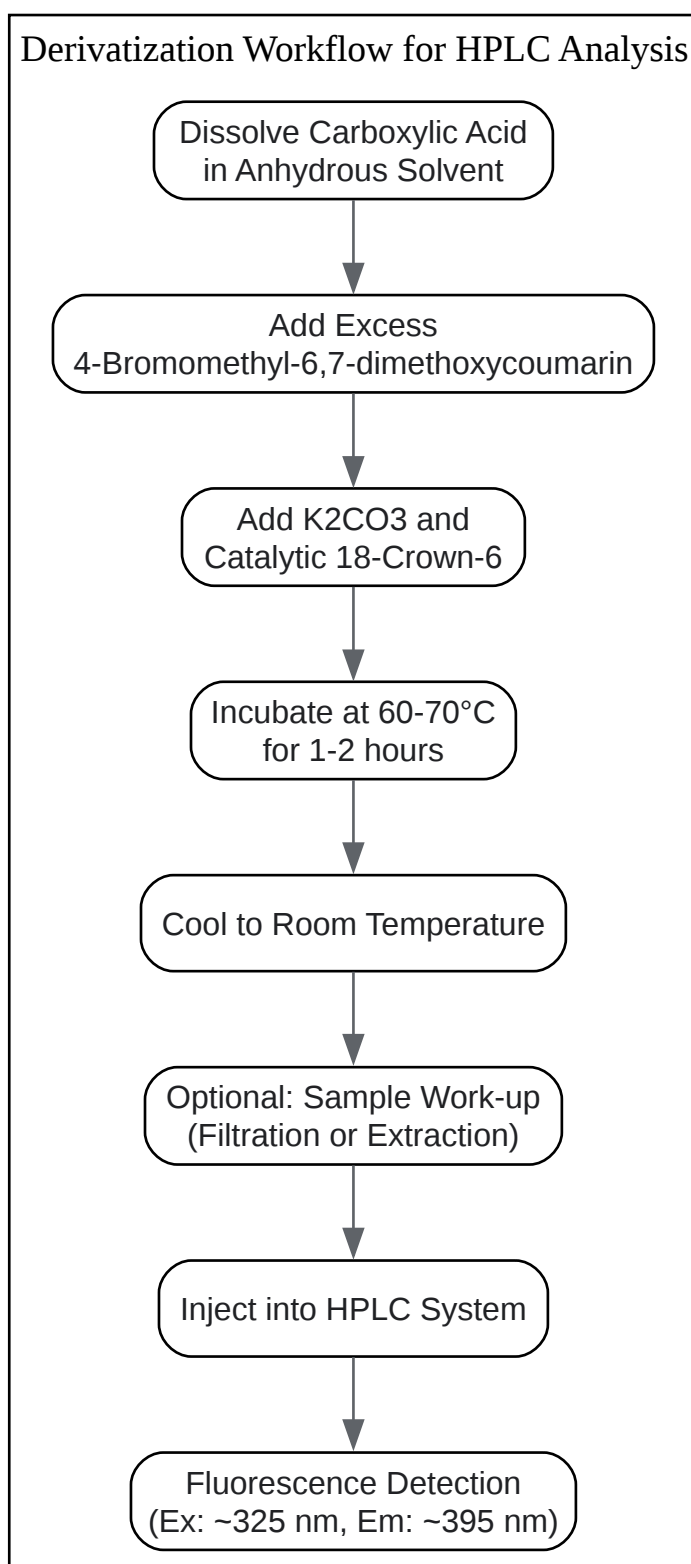 Derivatization Workflow for HPLC Analysis
Dissolve Carboxylic Acid
in Anhydrous Solvent
Add Excess
4-Bromomethyl-6,7-dimethoxycoumarin
Add K2CO3 and
Catalytic 18-Crown-6
Incubate at 60-70°C
for 1-2 hours
Cool to Room Temperature
Optional: Sample Work-up
(Filtration or Extraction)
Inject into HPLC System
Fluorescence Detection
(Ex: ~325 nm, Em: ~395 nm)